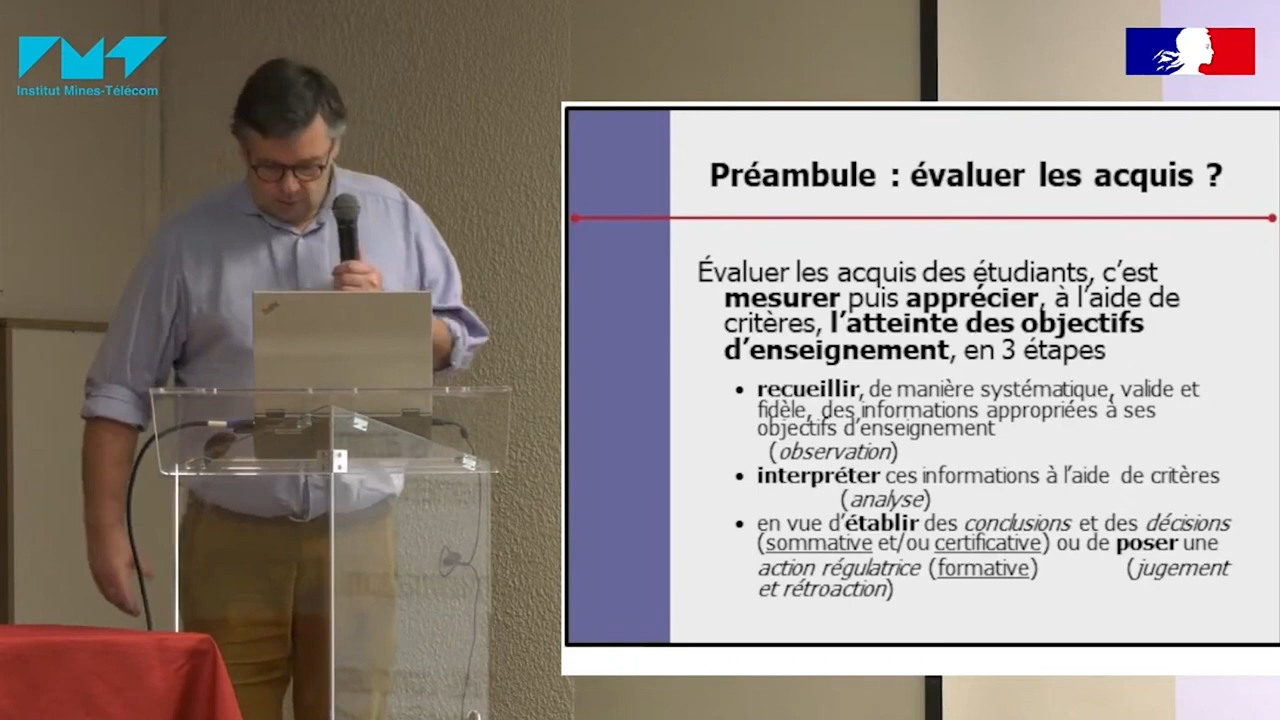 Institut Mines-Télécom
Préambule : évaluer les acquis ?
Évaluer les acquis des étudiants, c’est
mesurer puis apprécier, à l’aide de
critères, l’atteinte des objectifs
d’enseignement, en 3 étapes
• recueillir, de manière systématique, valide et
fidèle, des informations appropriées à ses
objectifs d’enseignement
(observation)
• interpréter ces informations à l’aide de critères
(analyse)
• en vue d’établir des conclusions et des décisions
(sommative et/ou certificative) ou de poser une
action régulatrice (formative) (jugement
et rétroaction)